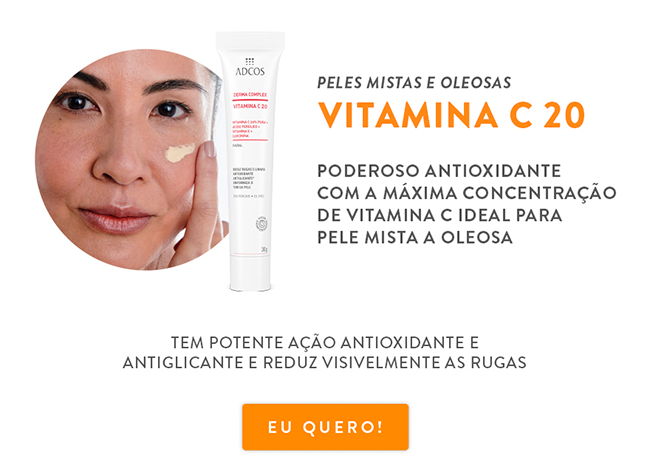 ADCOS
DERMA COMPLEX
VITAMINA C 20
PELES MISTAS E OLEOSAS
VITAMINA C 20
PODEROSO ANTIOXIDANTE
COM A MÁXIMA CONCENTRAÇÃO
DE VITAMINA C IDEAL PARA
PELE MISTA A OLEOSA
TEM POTENTE AÇÃO ANTIOXIDANTE E
ANTIGLICANTE E REDUZ VISIVELMENTE AS RUGAS
EU QUERO!